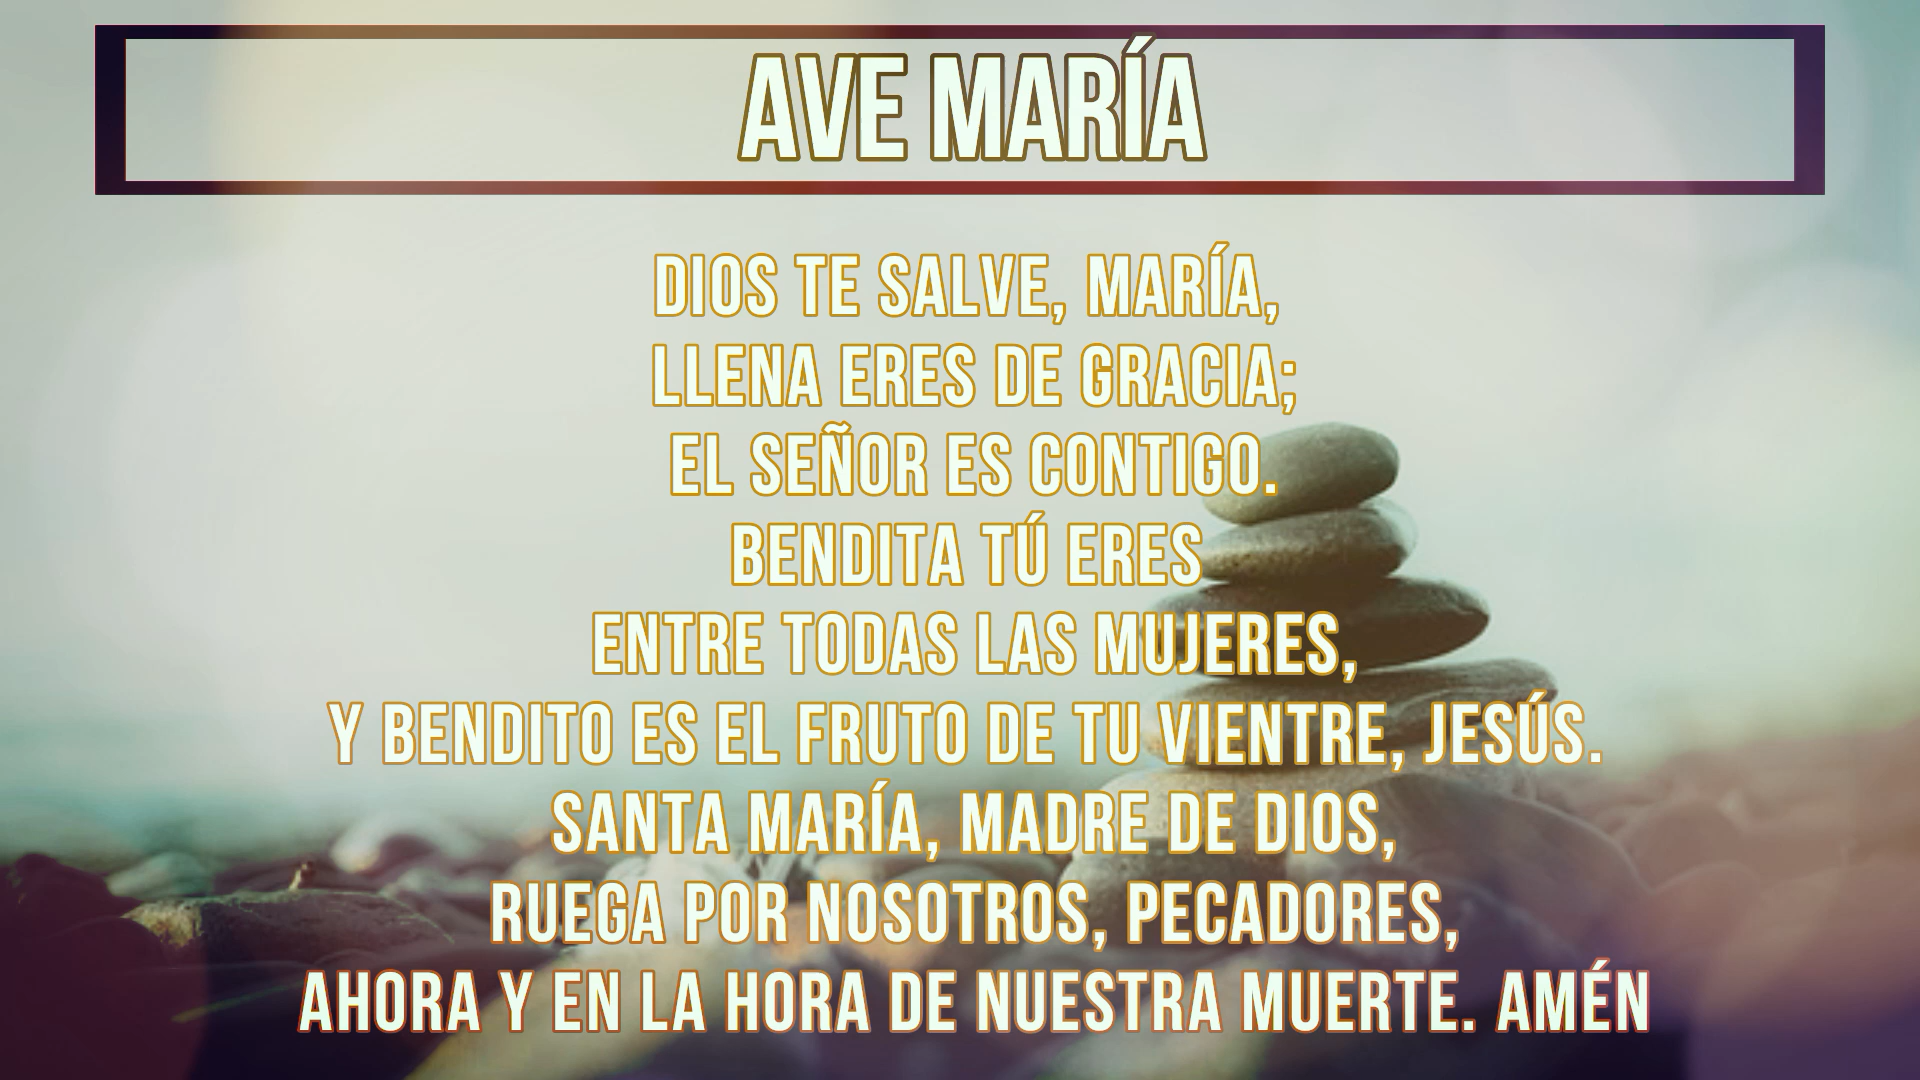 AVE MARÍA
DIOS TE SALVE, MARÍA,
LLENA ERES DE GRACIA;
EL SEÑOR ES CONTIGO.
BENDITA TÚ ERES
ENTRE TODAS LAS MUJERES,
Y BENDITO ES EL FRUTO DE TU VIENTRE, JESÚS.
SANTA MARÍA, MADRE DE DIOS,
RUEGA POR NOSOTROS, PECADORES,
AHORA Y EN LA HORA DE NUESTRA MUERTE. AMÉN